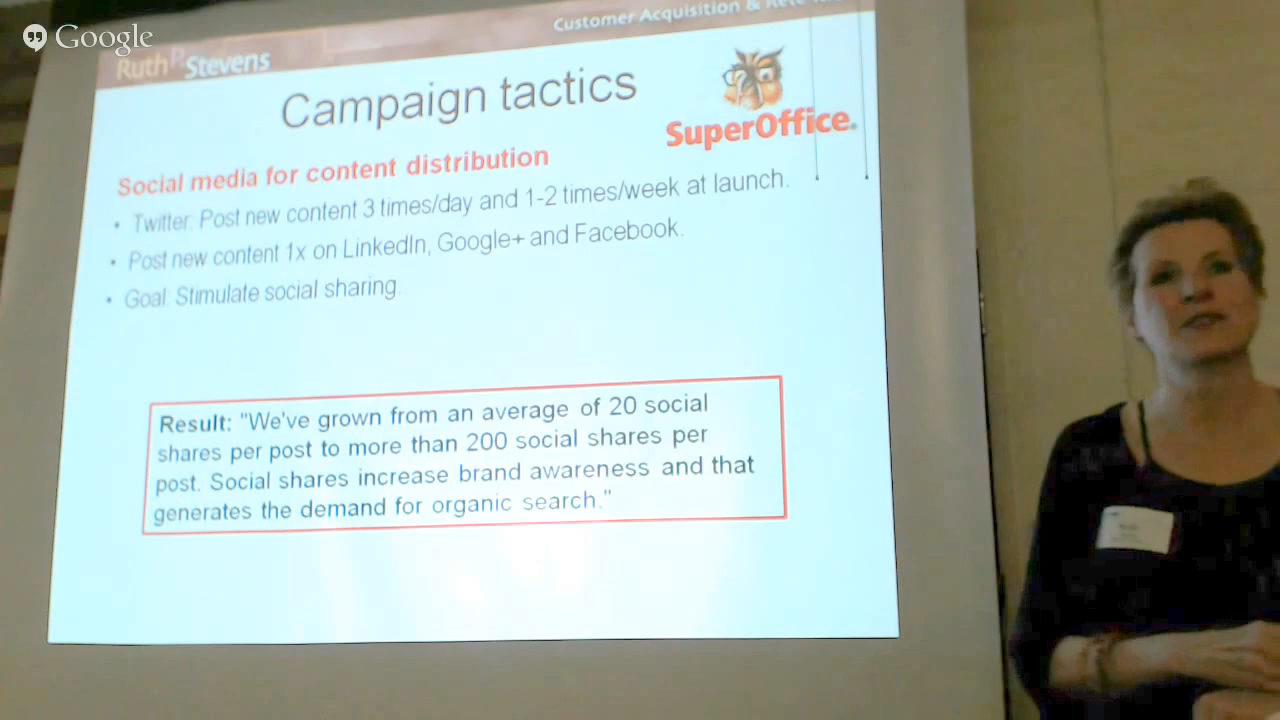 Google
Customer Acquisition &
Ruth P. Stevens
Campaign tactics
SuperOffice
Social media for content distribution
• Twitter: Post new content 3 times/day and 1-2 times/week at launch.
• Post new content 1x on LinkedIn, Google+ and Facebook.
• Goal: Stimulate social sharing.
Result: "We've grown from an average of 20 social
shares per post to more than 200 social shares per
post. Social shares increase brand awareness and that
generates the demand for organic search."